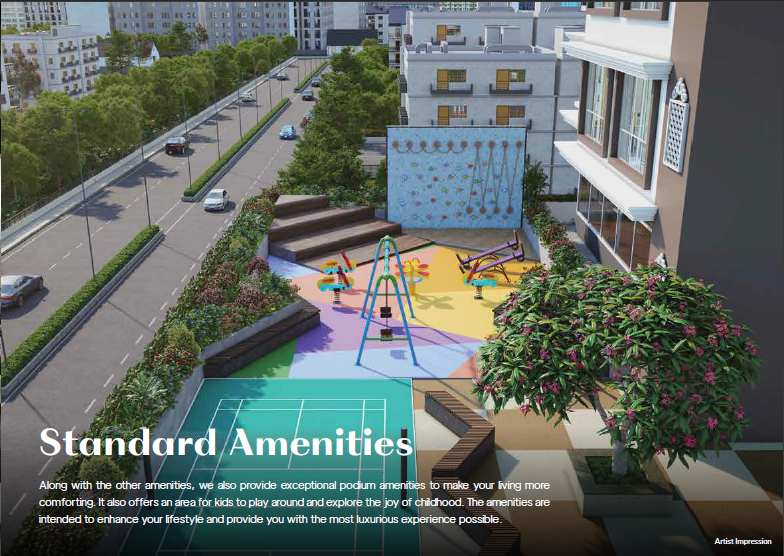 Standard Amenities
Along with the other amenities, we also provide exceptional podium amenities to make your living more
comforting. It also offers an area for kids to play around and explore the joy of childhood. The amenities are
intended to enhance your lifestyle and provide you with the most luxurious experience possible.
Artist Impression